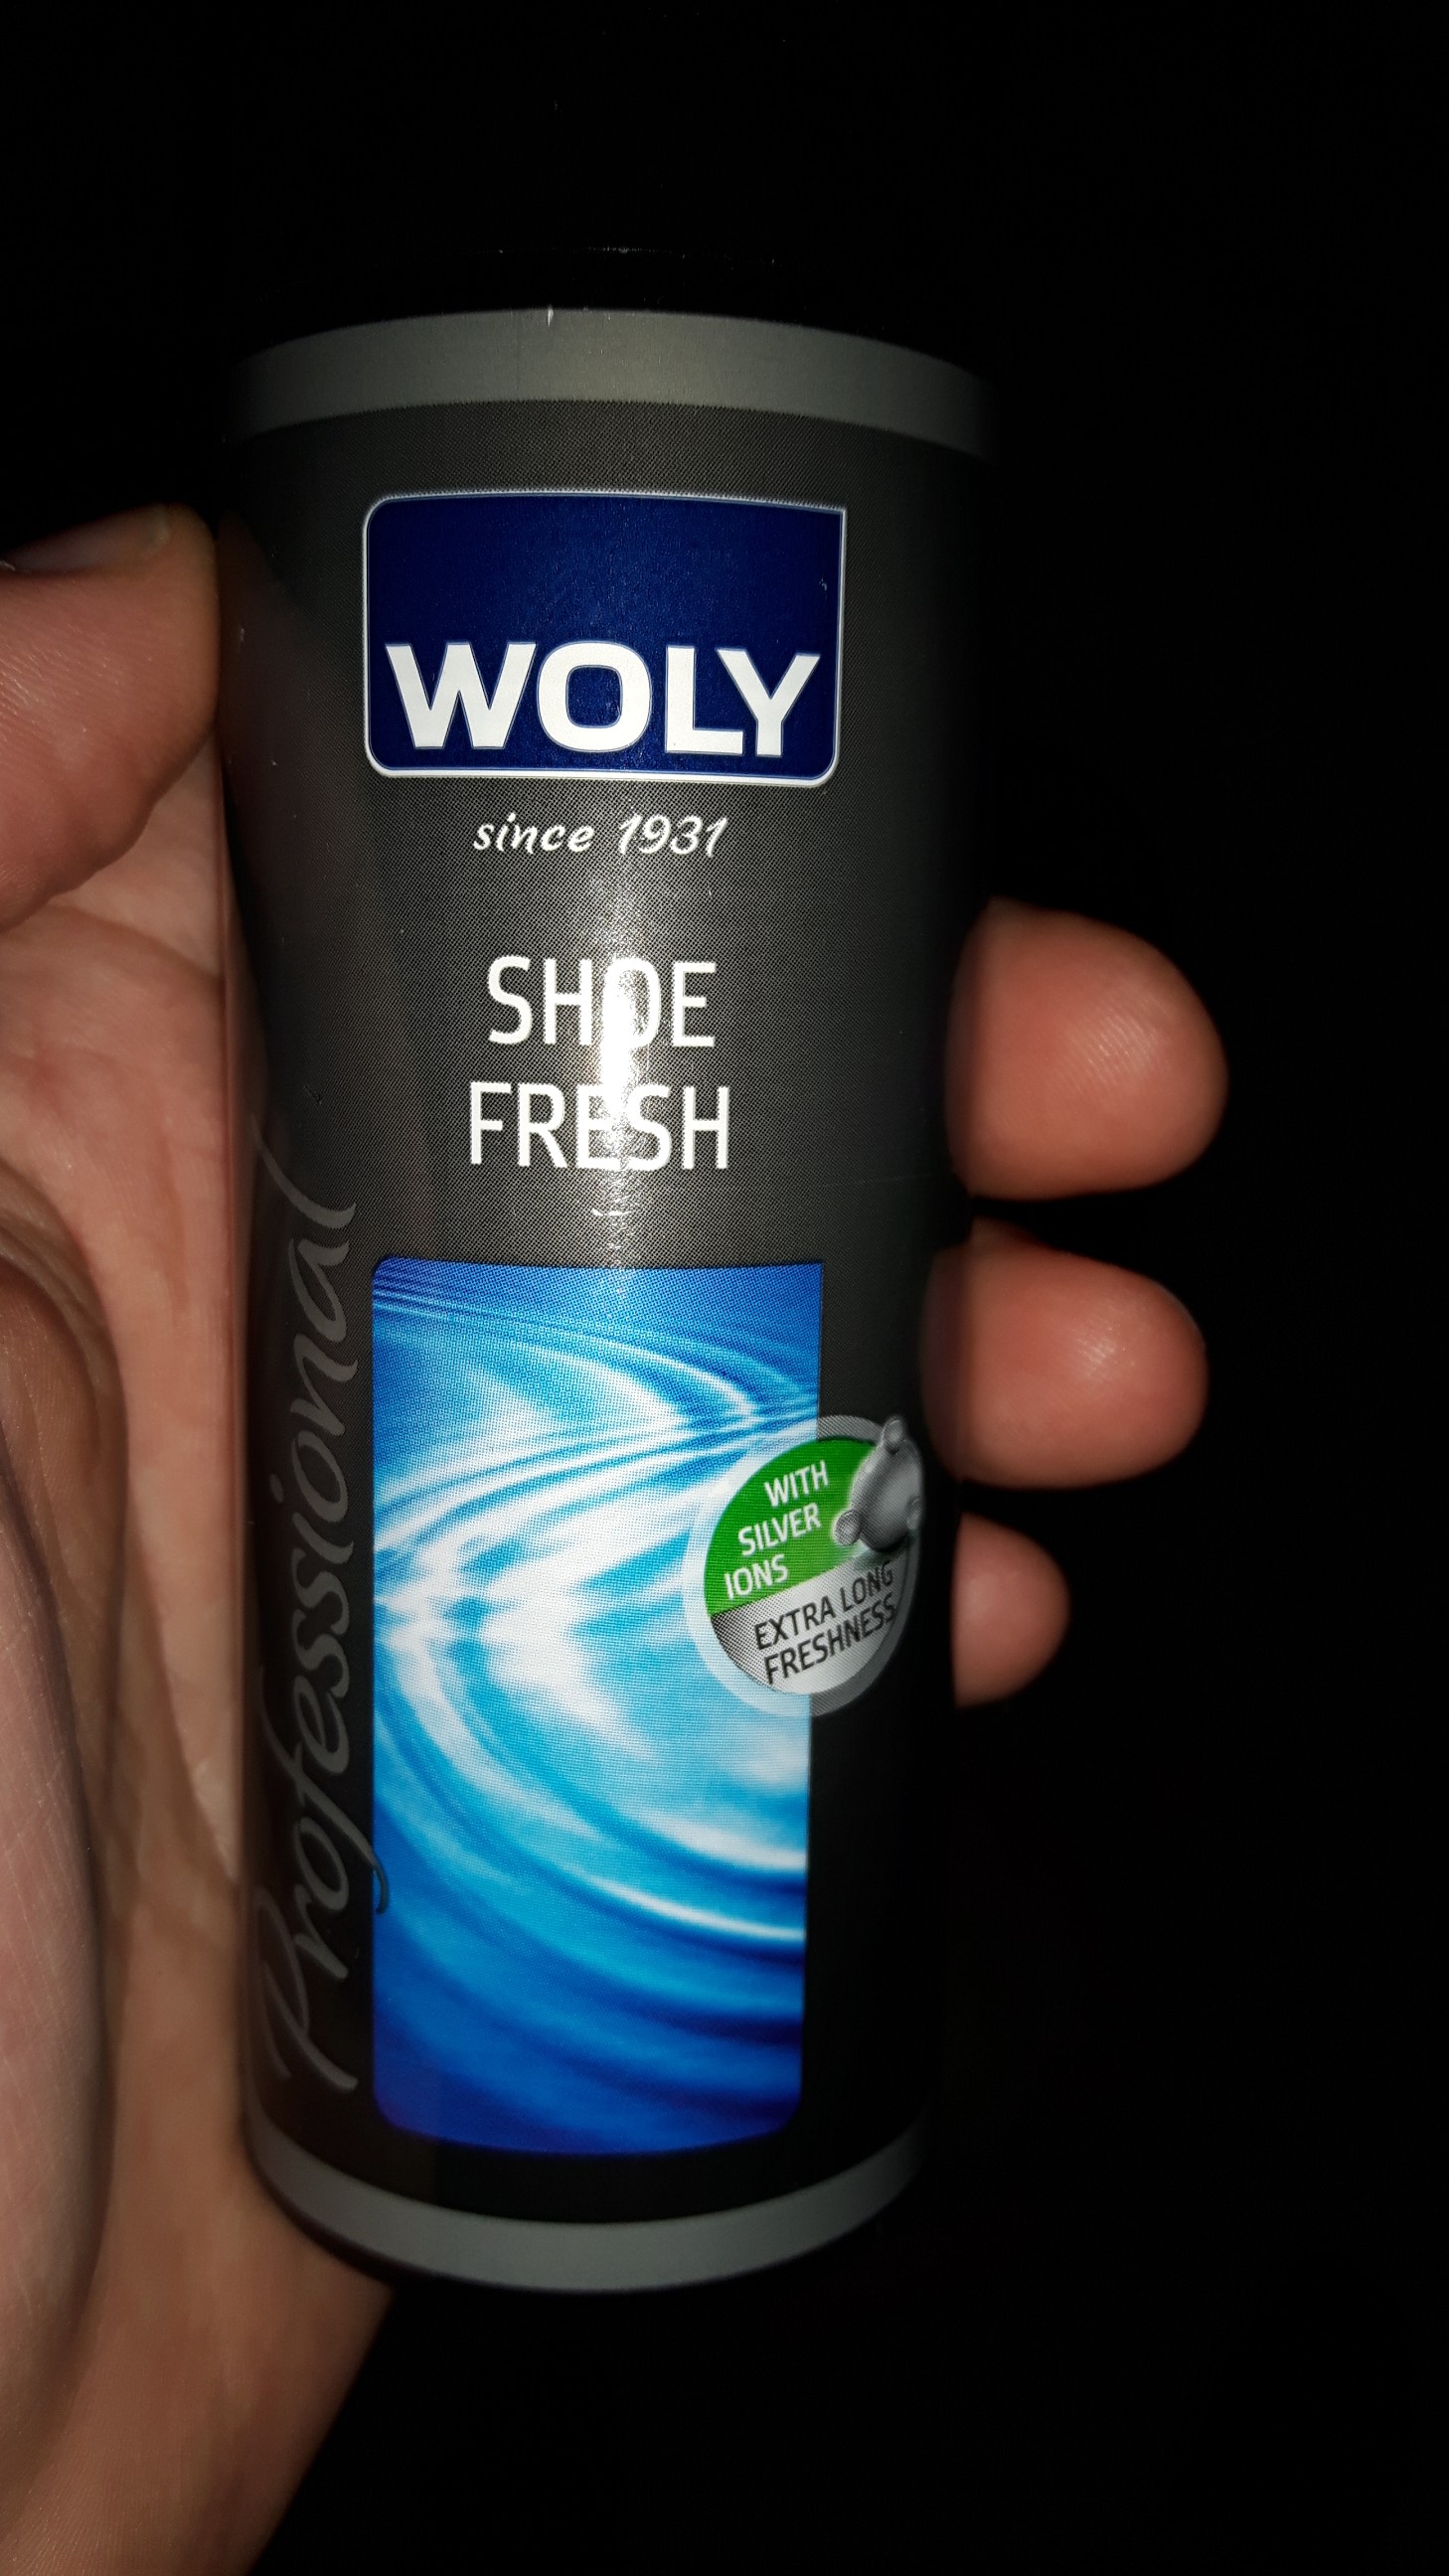 WOLY
since 1931
SHOE
FRESH
Professional
WITH
SILVER
IONS
EXTRA LONG
FRESHNESS